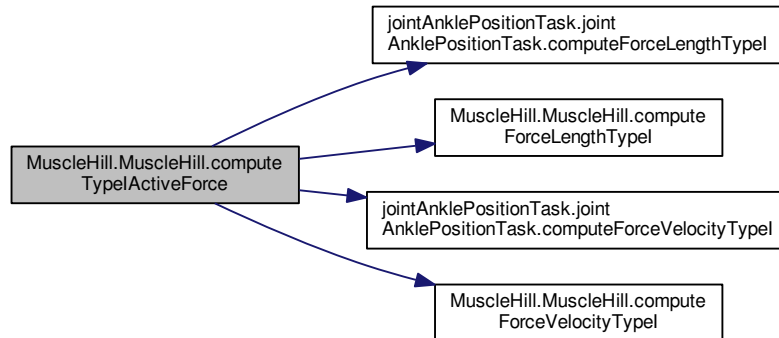 jointAnklePositionTask.joint
AnklePositionTask.computeForceLengthTypeI
MuscleHill.MuscleHill.compute
ForceLengthTypeI
MuscleHill.MuscleHill.compute
TypeIActiveForce
jointAnklePositionTask.joint
AnklePositionTask.computeForceVelocityTypeI
MuscleHill.MuscleHill.compute
ForceVelocityTypeI